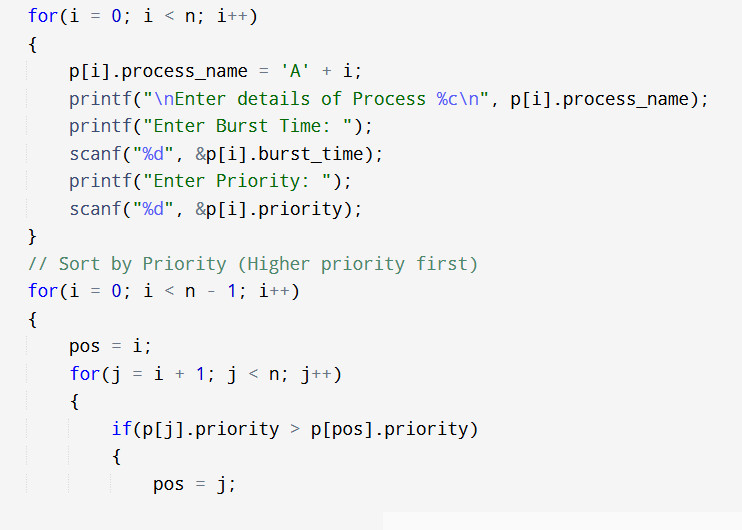 for(i = 0; i < n; i++)
{
    p[i].process_name = 'A' + i;
    printf("\nEnter details of Process %c\n", p[i].process_name);
    printf("Enter Burst Time: ");
    scanf("%d", &p[i].burst_time);
    printf("Enter Priority: ");
    scanf("%d", &p[i].priority);
}
// Sort by Priority (Higher priority first)
for(i = 0; i < n - 1; i++)
{
    pos = i;
    for(j = i + 1; j < n; j++)
    {
        if(p[j].priority > p[pos].priority)
        {
            pos = j;